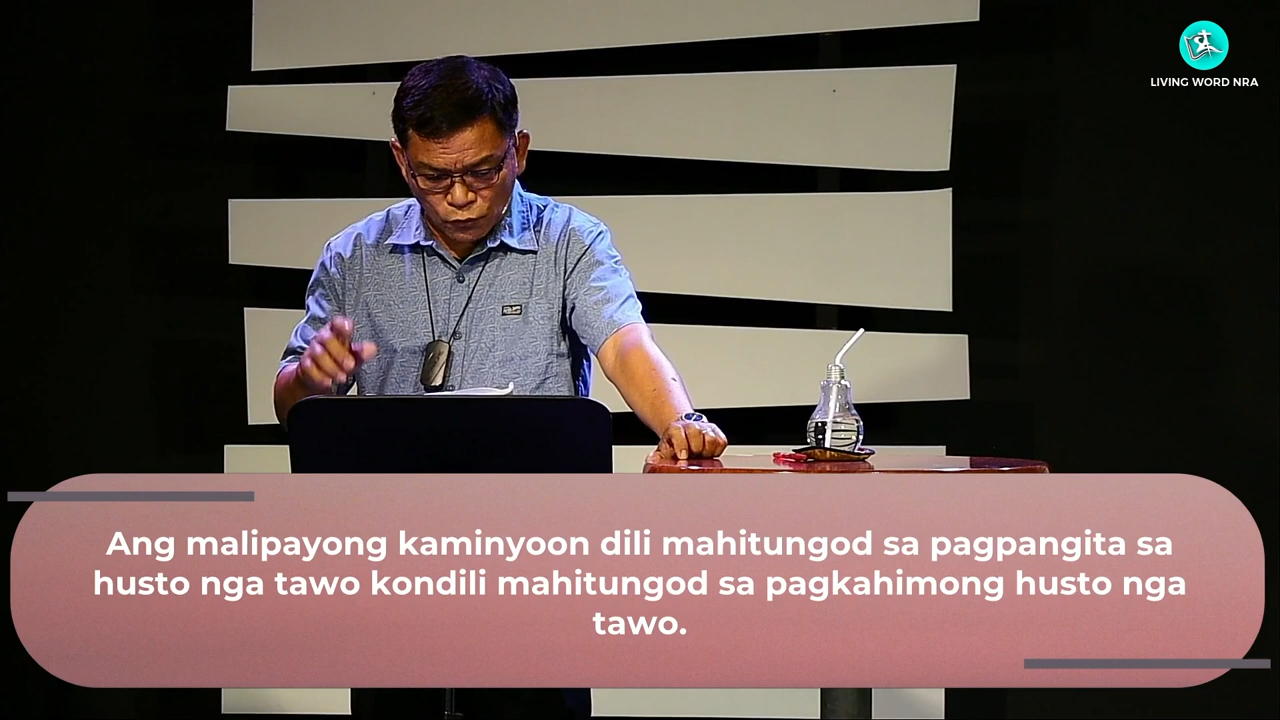 LIVING WORD NRA
Ang malipayong kaminyoon dili mahitungod sa pagpangita sa
husto nga tawo kondili mahitungod sa pagkahimong husto nga
tawo.